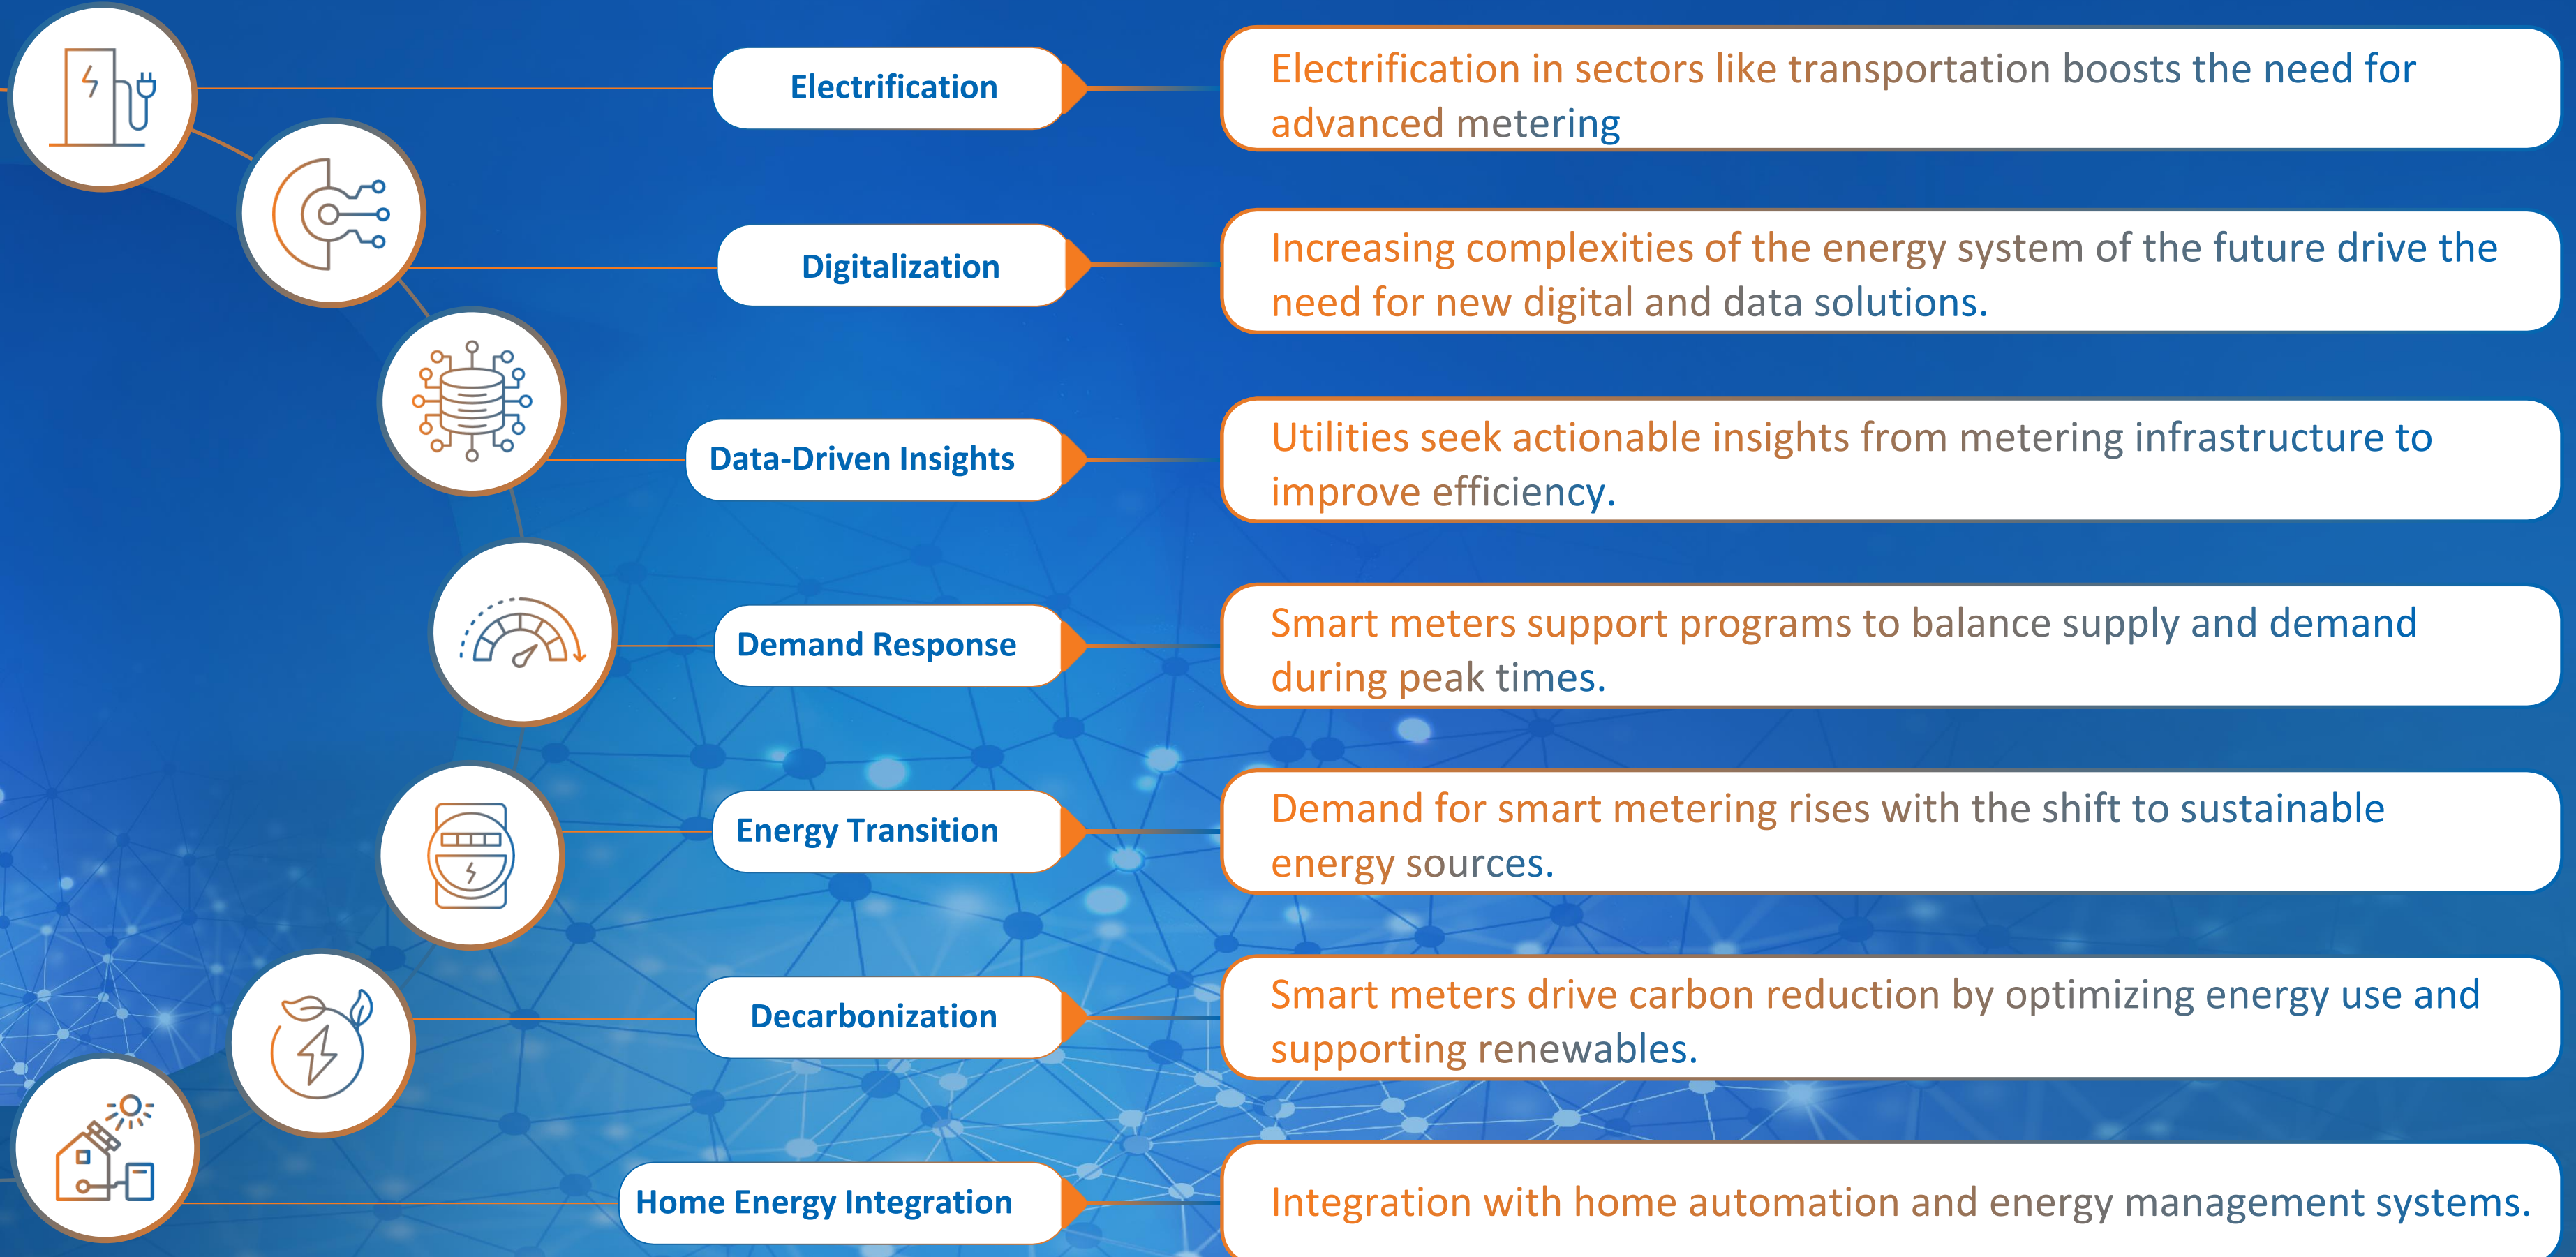 Electrification
Electrification in sectors like transportation boosts the need for
advanced metering
Digitalization
Increasing complexities of the energy system of the future drive the
need for new digital and data solutions.
Data-Driven Insights
Utilities seek actionable insights from metering infrastructure to
improve efficiency.
Demand Response
Smart meters support programs to balance supply and demand
during peak times.
Energy Transition
Demand for smart metering rises with the shift to sustainable
energy sources.
Decarbonization
Smart meters drive carbon reduction by optimizing energy use and
supporting renewables.
Home Energy Integration
Integration with home automation and energy management systems.